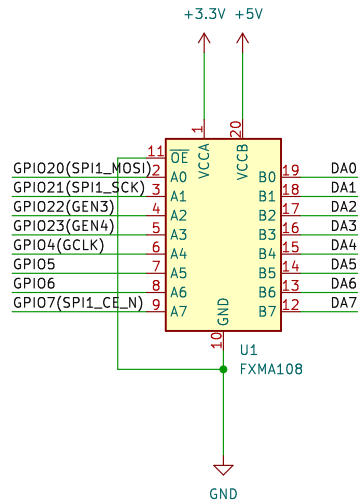 +3.3V +5V
1 20
VCCA VCCB
11 OE
GPIO20(SPI1_MOSI) 2 A0 B0 19 DA0
GPIO21(SPI1_SCK) 3 A1 B1 18 DA1
GPIO22(GEN3) 4 A2 B2 17 DA2
GPIO23(GEN4) 5 A3 B3 16 DA3
GPIO4(GCLK) 6 A4 B4 15 DA4
GPIO5 7 A5 B5 14 DA5
GPIO6 8 A6 B6 13 DA6
GPIO7(SPI1_CE_N) 9 A7 B7 12 DA7
GND
10
U1
FXMA108
GND